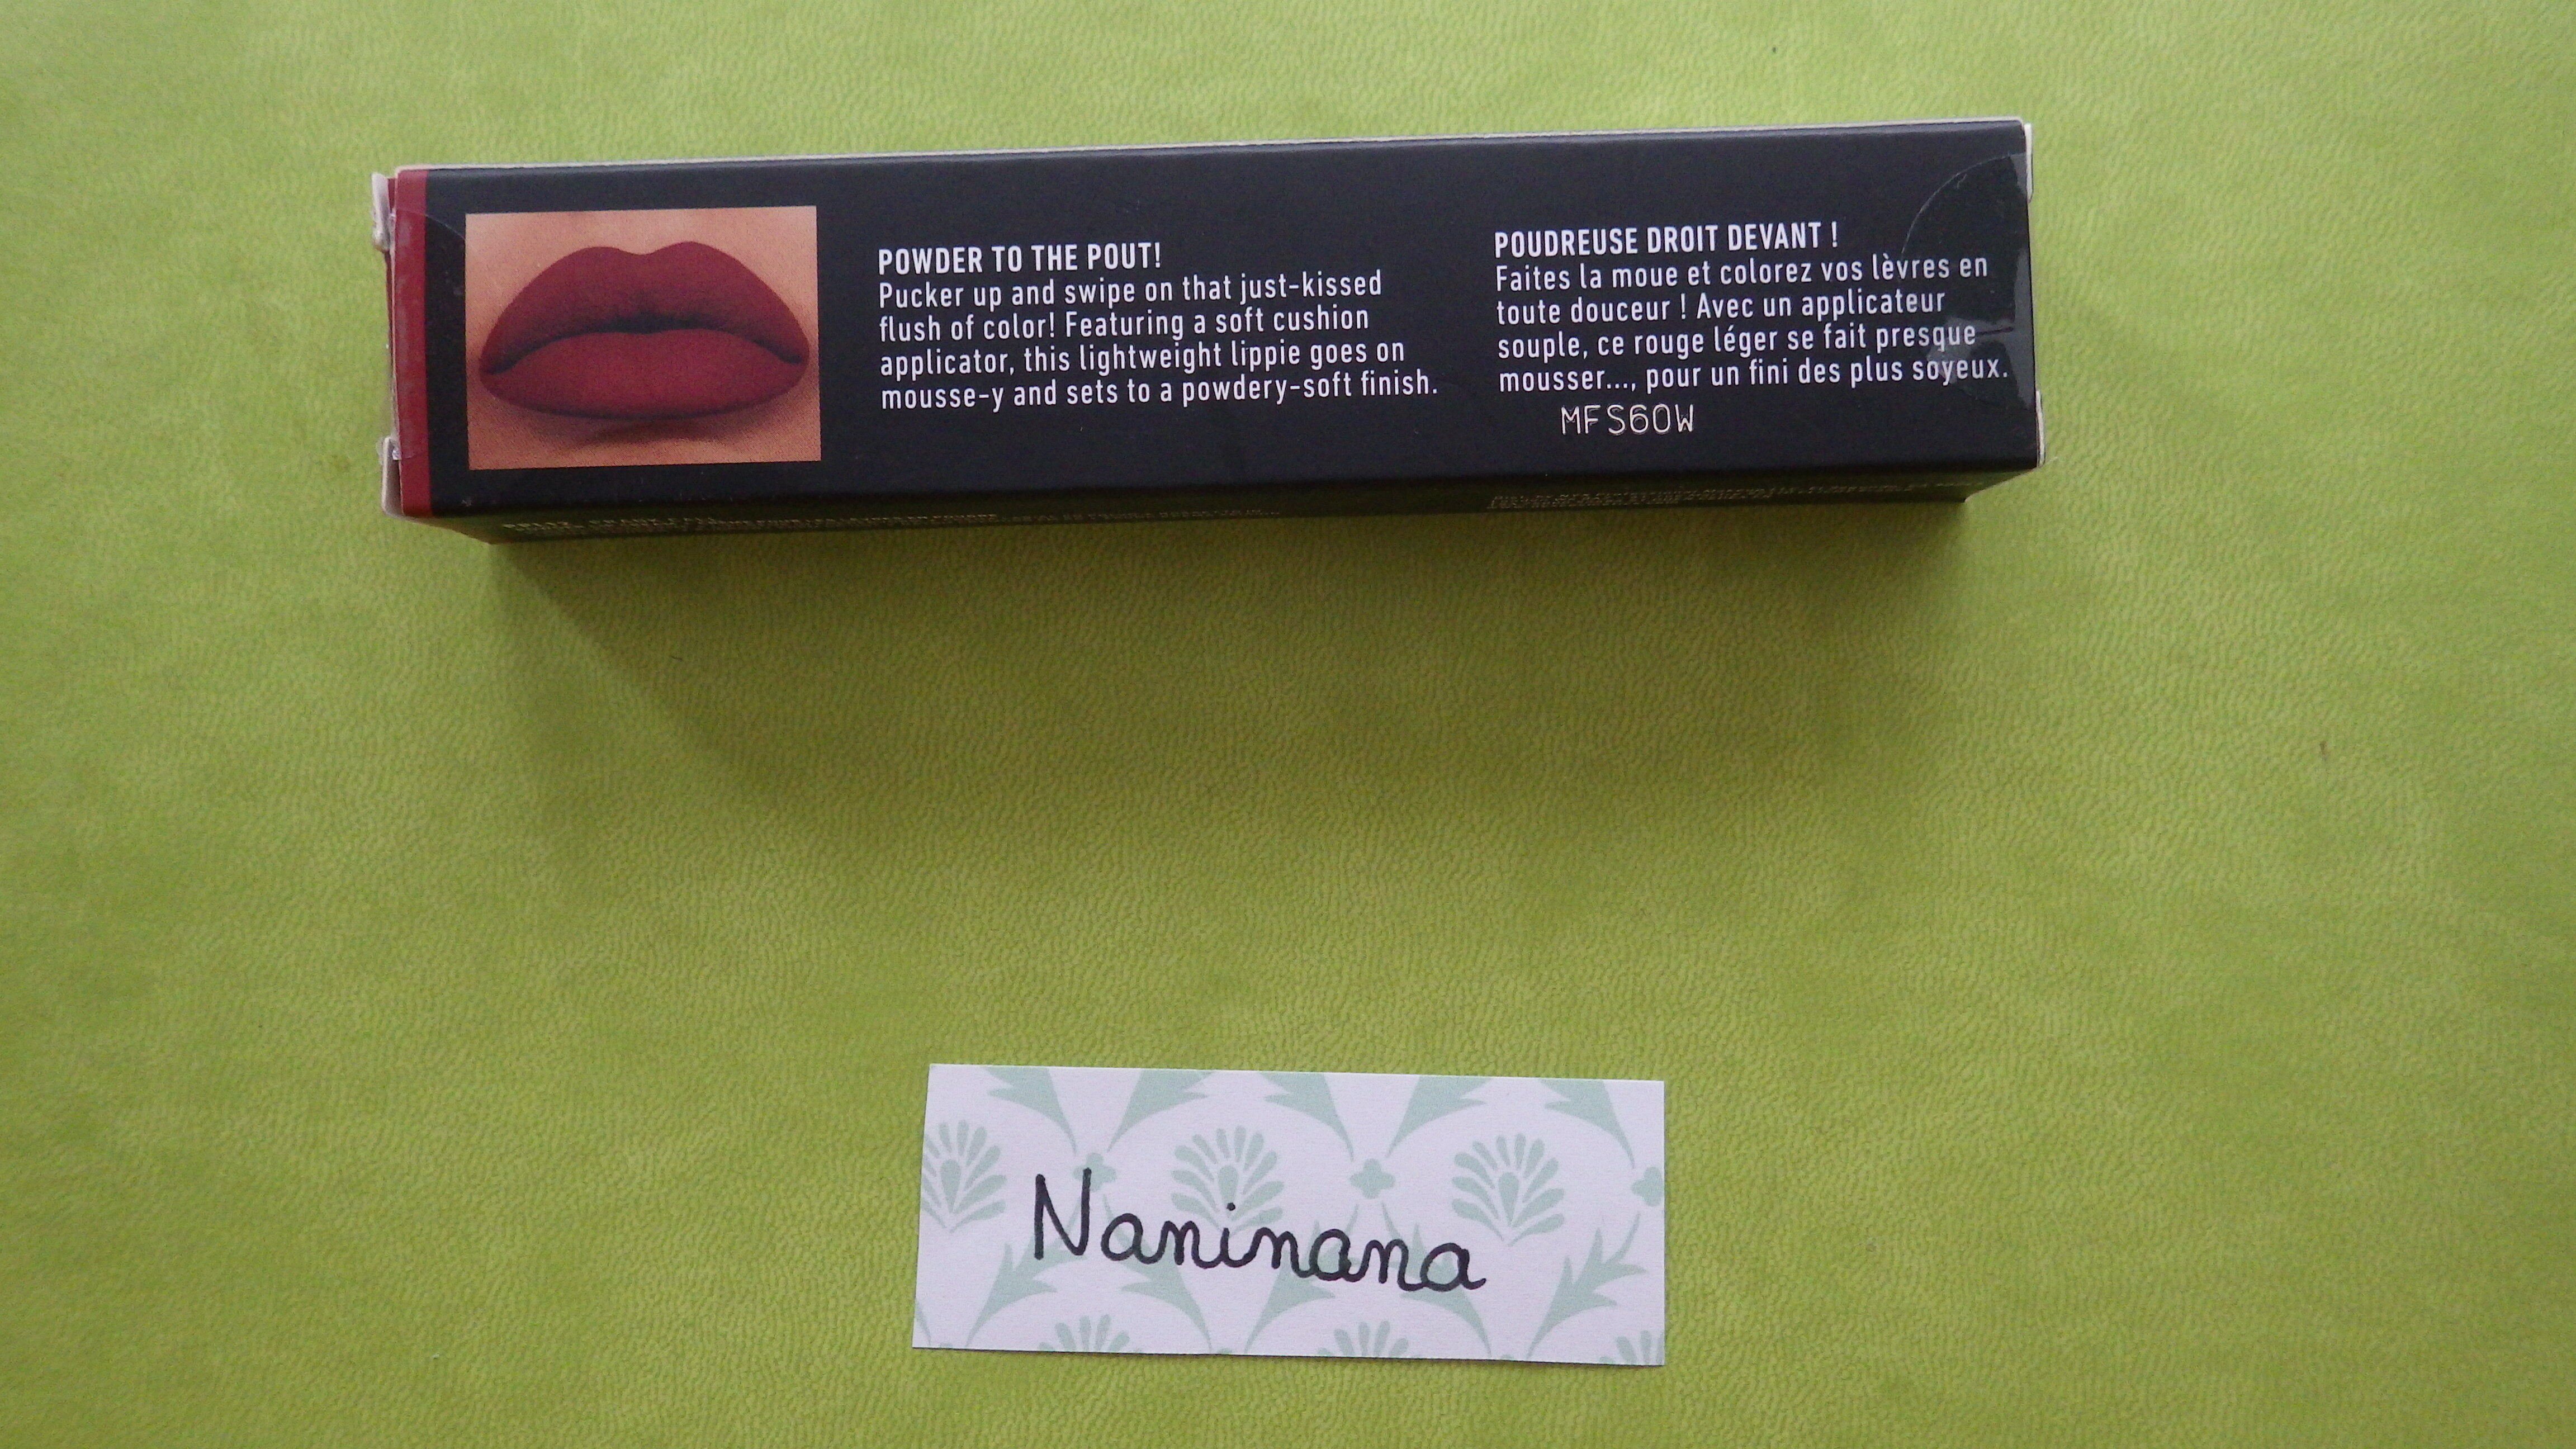 POWDER TO THE POUT!
Pucker up and swipe on that just-kissed
flush of color! Featuring a soft cushion
applicator, this lightweight lippie goes on
mousse-y and sets to a powdery-soft finish.
POUDREUSE DROIT DEVANT !
Faites la moue et colorez vos lèvres en
toute douceur ! Avec un applicateur
souple, ce rouge léger se fait presque
mousser..., pour un fini des plus soyeux.
MFS60W
Naninana